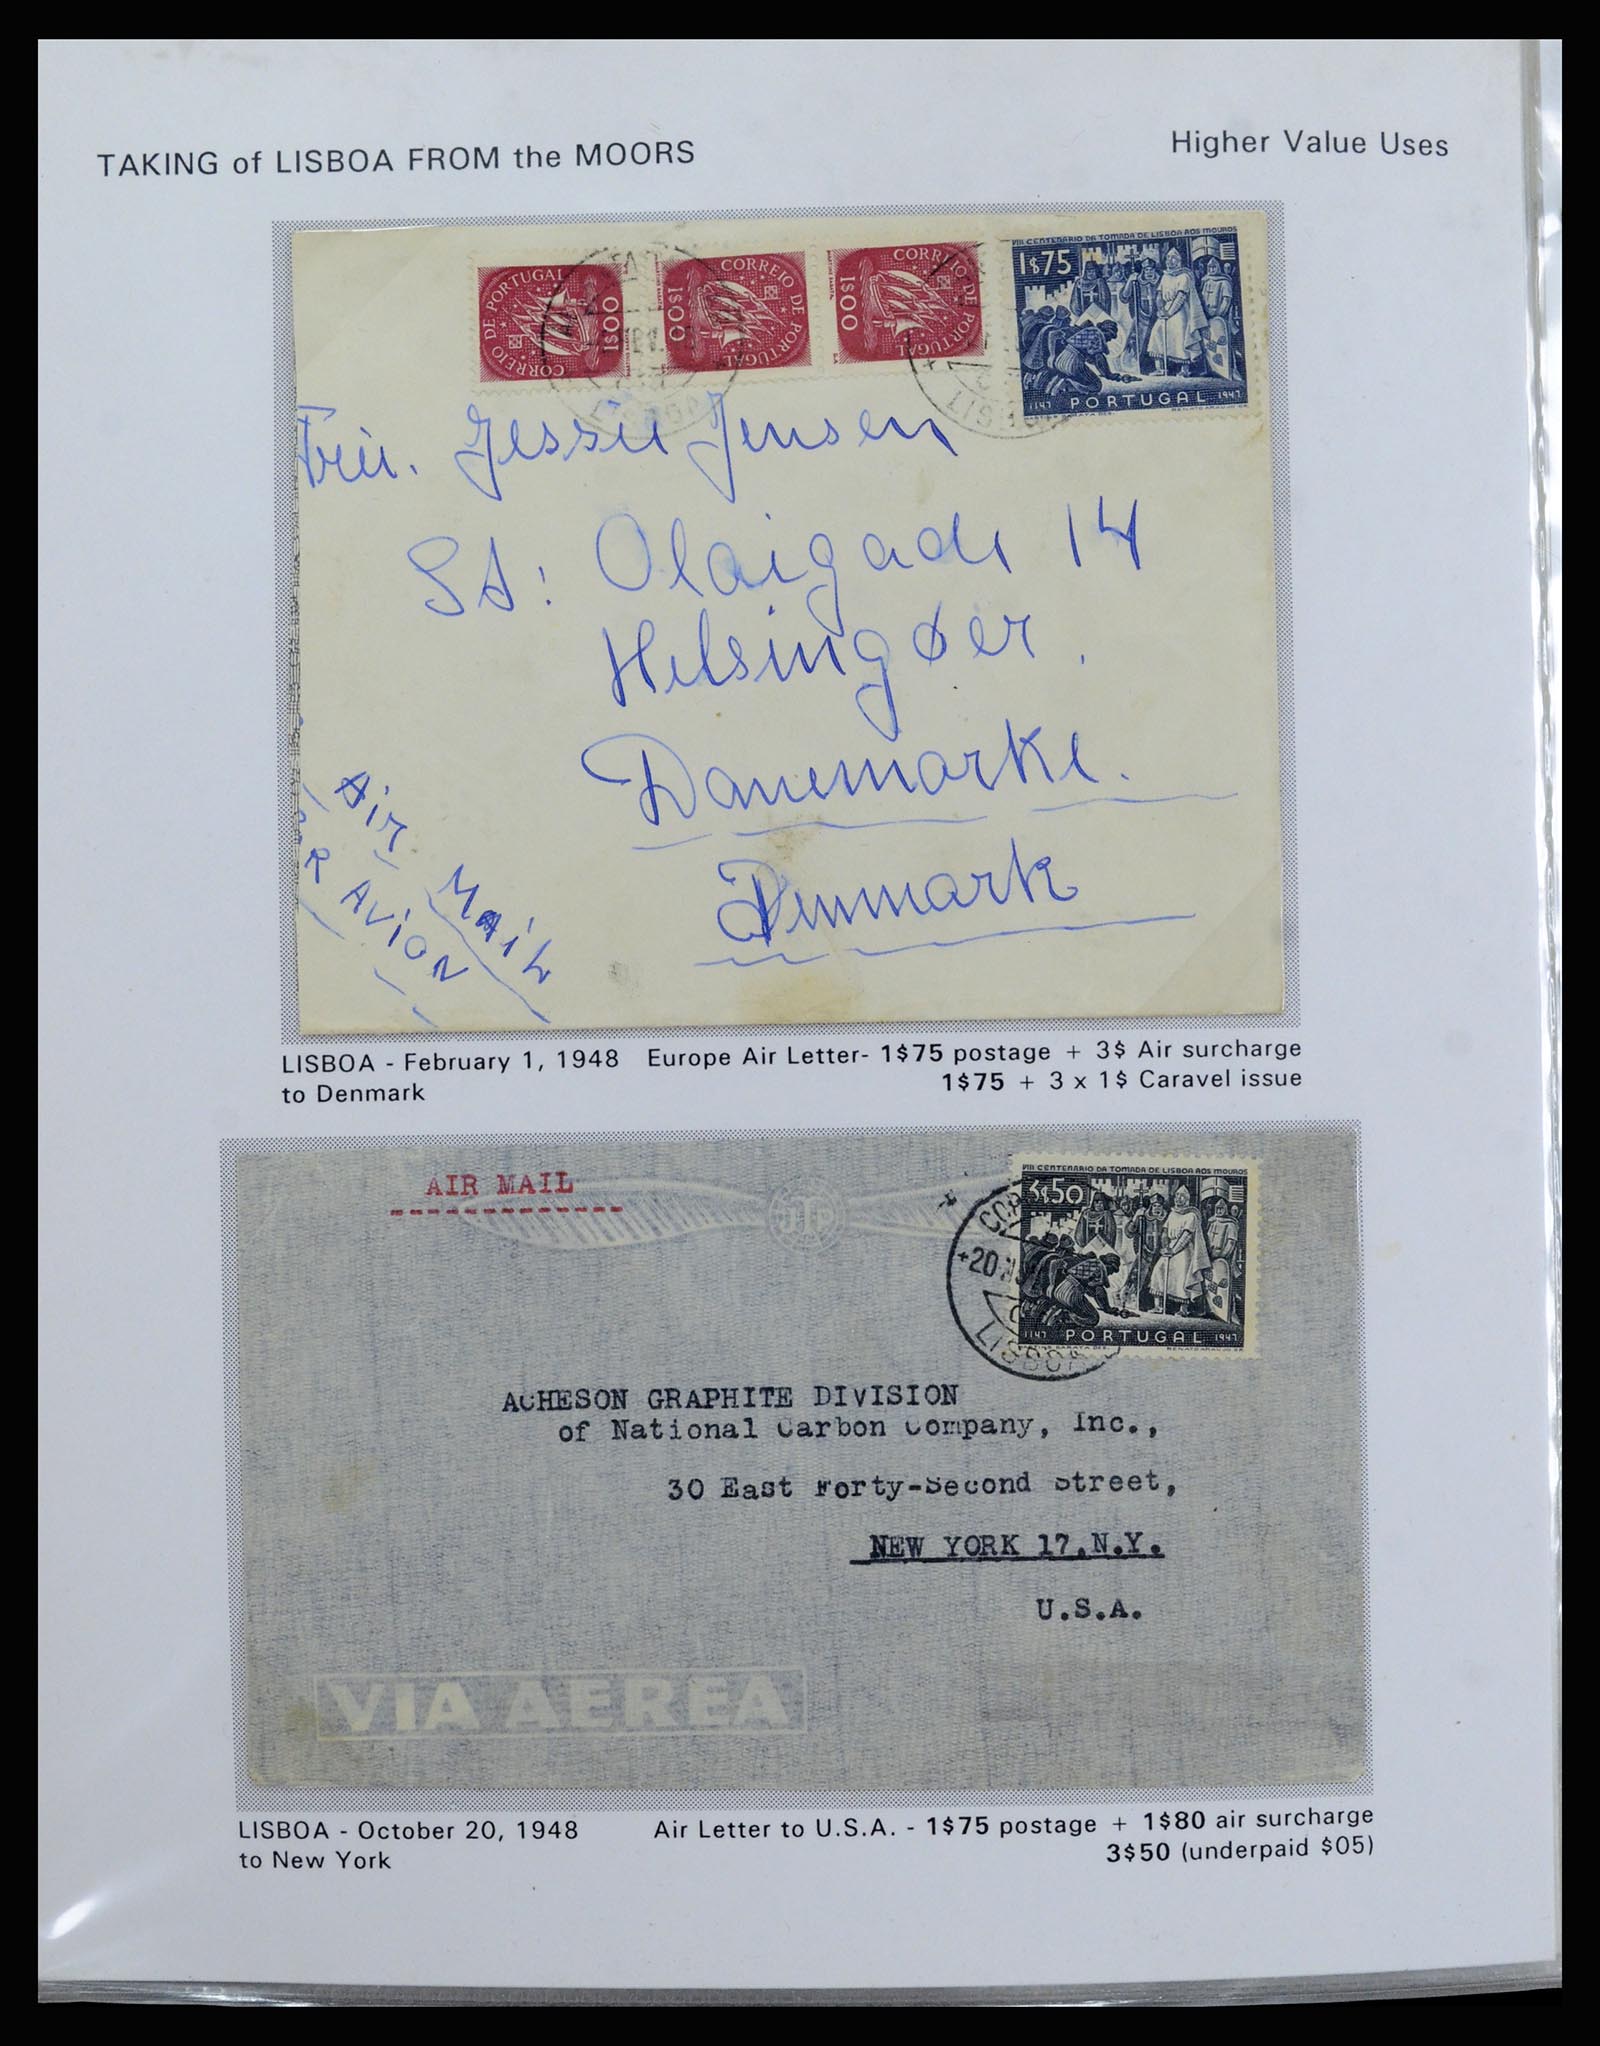 TAKING of LISBOA FROM the MOORS
Higher Value Uses
CORREIO DE PORTUGAL
1$00
CORREIO DE PORTUGAL
1$00
CORREIO DE PORTUGAL
1$00
VIII CENTENARIO DA TOMADA DE LISBOA AOS MOUROS
1$75
1147 PORTUGAL 1947
LISBOA
Jessie Jensen
St: Olaigade 14
Helsingøer.
Danemarke.
Denmark
Air Mail
AVION
LISBOA - February 1, 1948 Europe Air Letter- 1$75 postage + 3$ Air surcharge
to Denmark 1$75 + 3 x 1$ Caravel issue
AIR MAIL
VIII CENTENARIO DA TOMADA DE LISBOA AOS MOUROS
3$50
1147 PORTUGAL 1947
LISBOA
ACHESON GRAPHITE DIVISION
of National Carbon Company, Inc.,
30 East Forty-Second Street,
NEW YORK 17,N.Y.
U.S.A.
VIA AEREA
LISBOA - October 20, 1948 Air Letter to U.S.A. - 1$75 postage + 1$80 air surcharge
to New York 3$50 (underpaid $05)